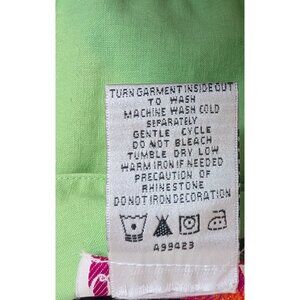 TURN GARMENT INSIDE OUT
TO WASH
MACHINE WASH COLD
SEPARATELY
GENTLE CYCLE
DO NOT BLEACH
TUMBLE DRY LOW
WARM IRON IF NEEDED
PRECAUTION OF
RHINESTONE
DO NOT IRON DECORATION
A99423